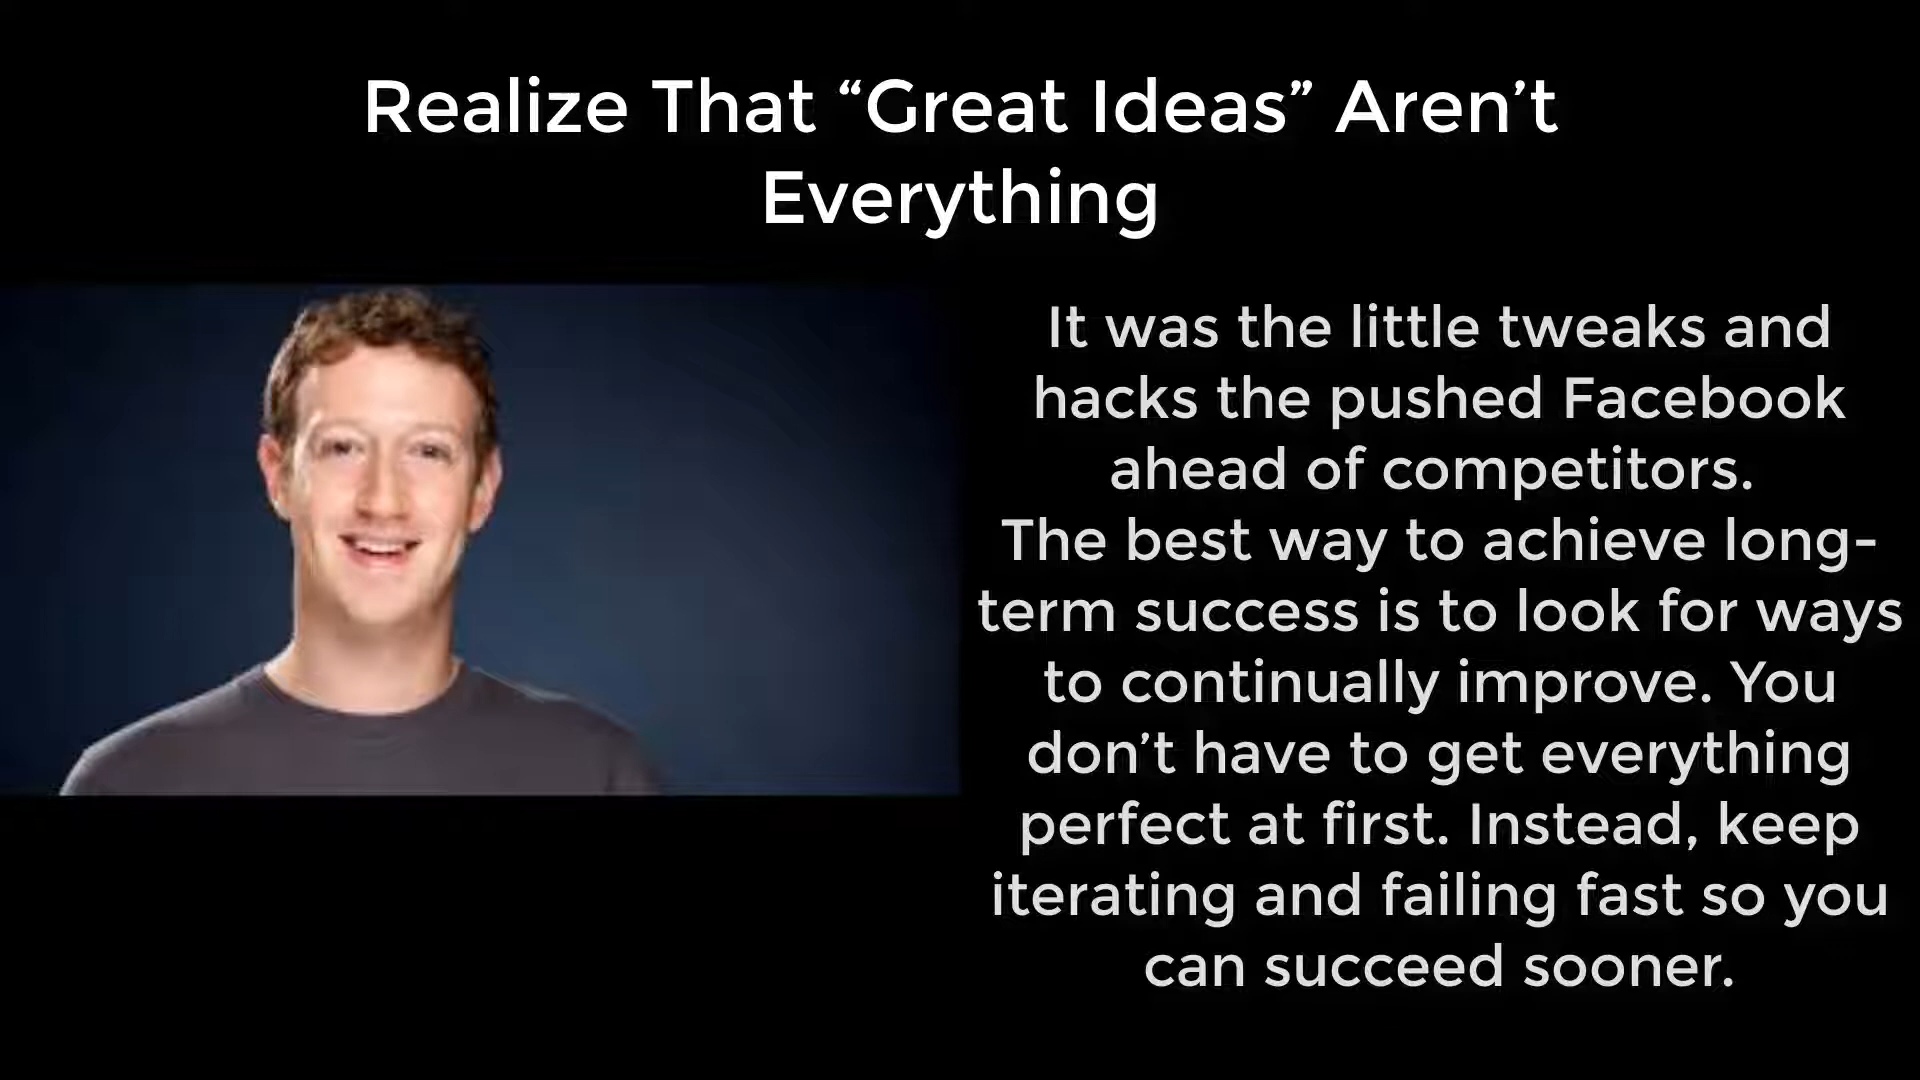 Realize That “Great Ideas” Aren’t
Everything
It was the little tweaks and
hacks the pushed Facebook
ahead of competitors.
The best way to achieve long-
term success is to look for ways
to continually improve. You
don’t have to get everything
perfect at first. Instead, keep
iterating and failing fast so you
can succeed sooner.